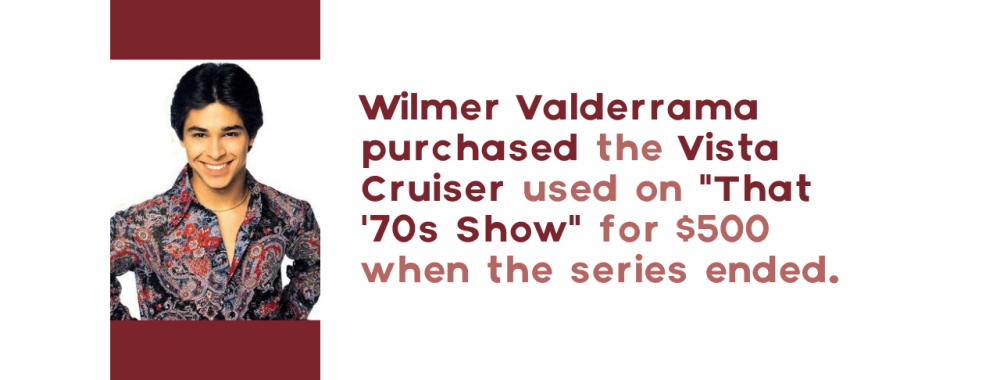 Wilmer Valderrama
purchased the Vista
Cruiser used on "That
'70s Show" for $500
when the series ended.